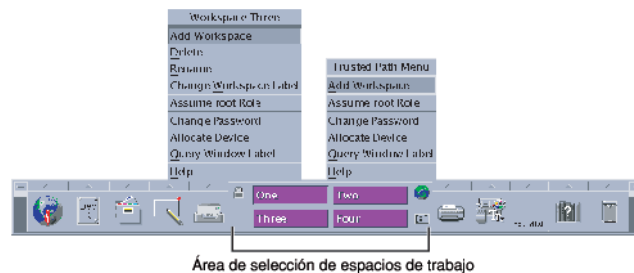 Workspace Three
Add Workspace
Delete
Rename
Change Workspace Label
Assume root Role
Change Password
Allocate Device
Query Window Label
Help
Trusted Path Menu
Add Workspace
Assume root Role
Change Password
Allocate Device
Query Window Label
Help
One
Two
Three
Four
Área de selección de espacios de trabajo